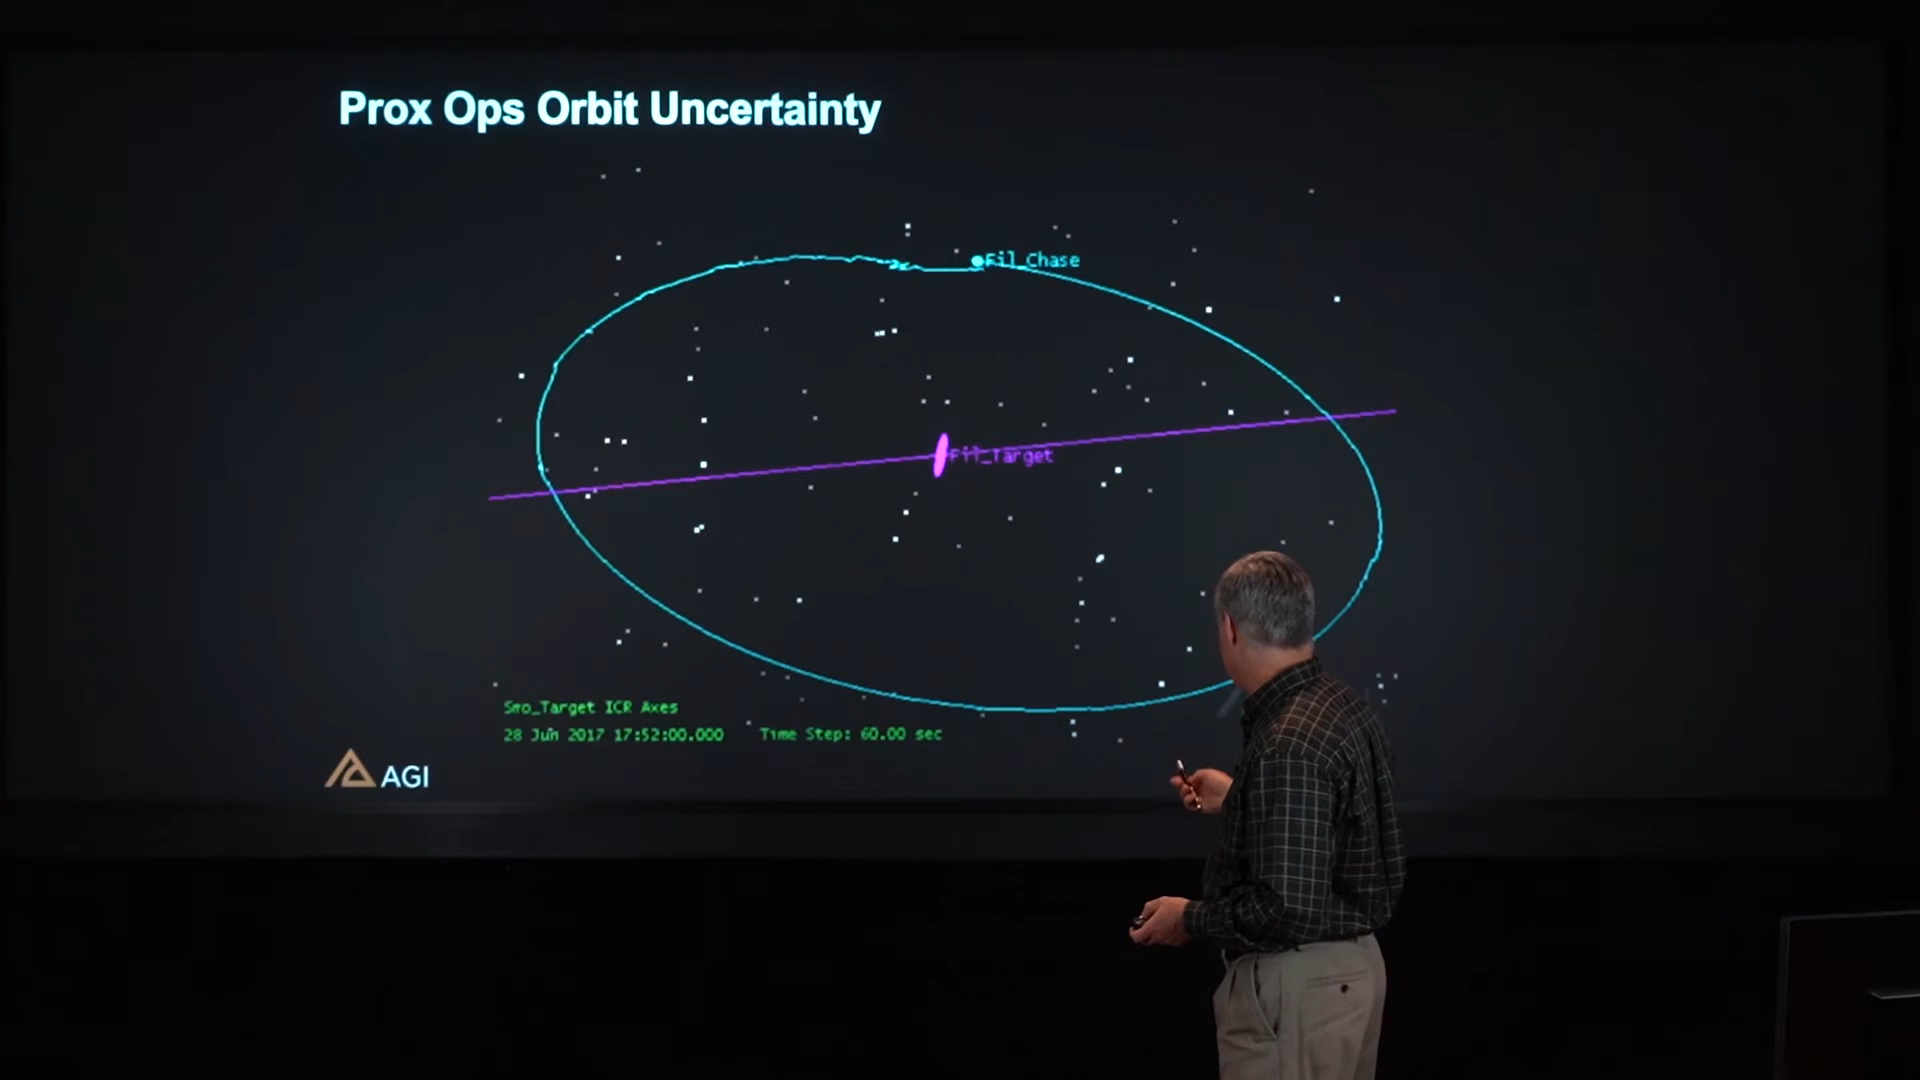 Prox Ops Orbit Uncertainty
Fil_Chase
Fil_Target
Smo_Target ICR Axes
28 Jun 2017 17:52:00.000 Time Step: 60.00 sec
AGI